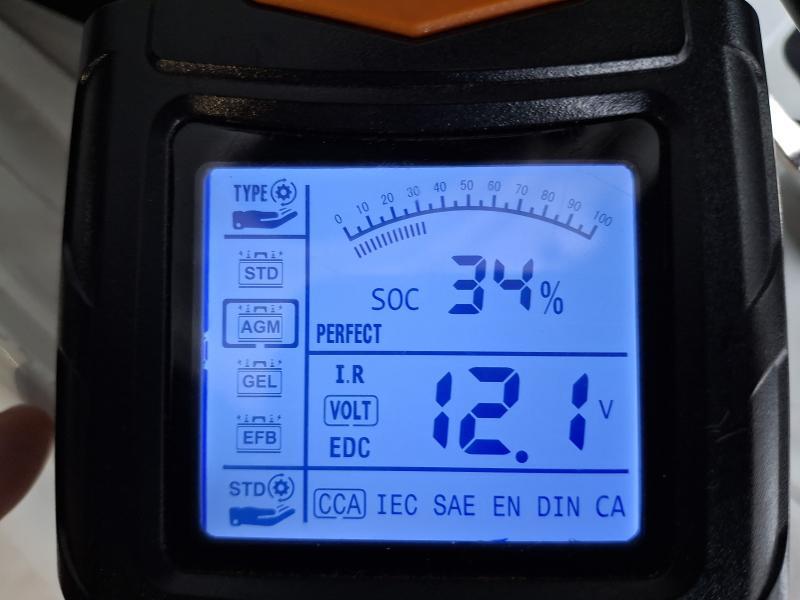 TYPE
STD
AGM
GEL
EFB
STD
0 10 20 30 40 50 60 70 80 90 100
SOC 34%
PERFECT
I.R
VOLT
EDC
12.1 V
CCA IEC SAE EN DIN CA